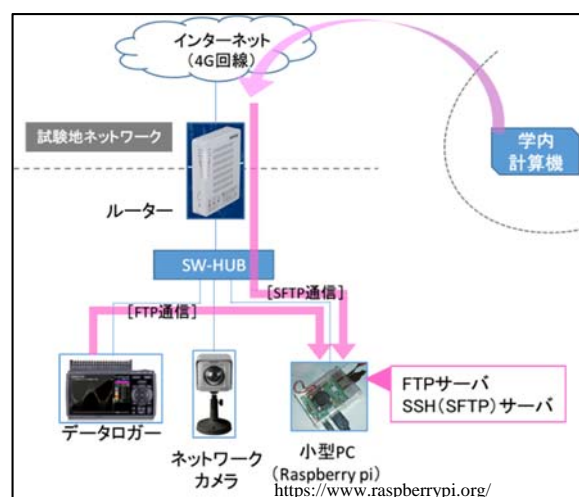 インターネット
(4G回線)
試験地ネットワーク
学内
計算機
ルーター
SW-HUB
[SFTP通信]
[FTP通信]
FTPサーバ
SSH(SFTP)サーバ
データロガー
ネットワーク
カメラ
小型PC
(Raspberry pi)
https://www.raspberrypi.org/